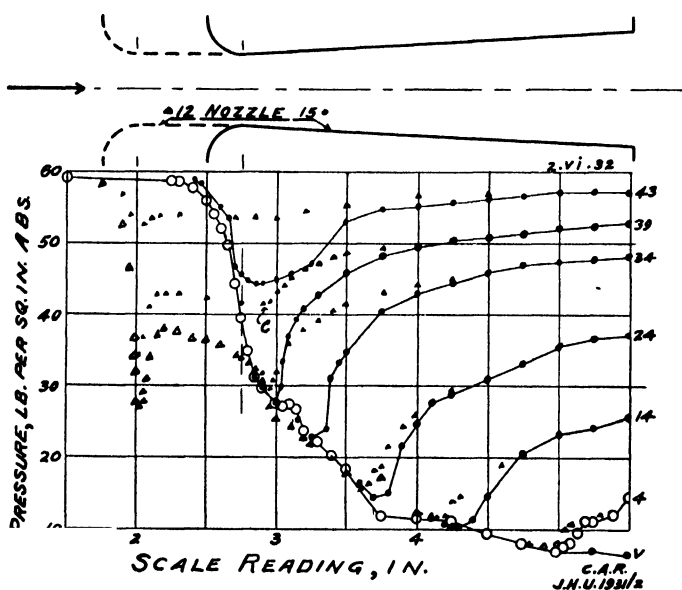 ▲12 NOZZLE 15°
2.VI.32
60
50
40
30
20
10
43
39
34
24
14
4
V
C
PRESSURE, LB. PER SQ. IN. ABS.
2
3
4
SCALE READING, IN.
C.A.R.
J.H.U. 1931/2